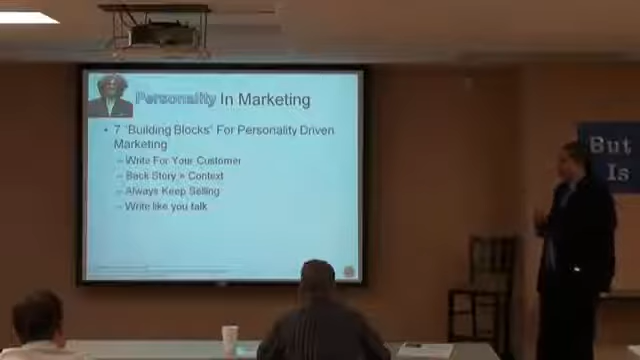 Personality In Marketing
• 7 'Building Blocks' For Personality Driven
Marketing
– Write For Your Customer
– Back Story = Context
– Always Keep Selling
– Write like you talk
But
Is